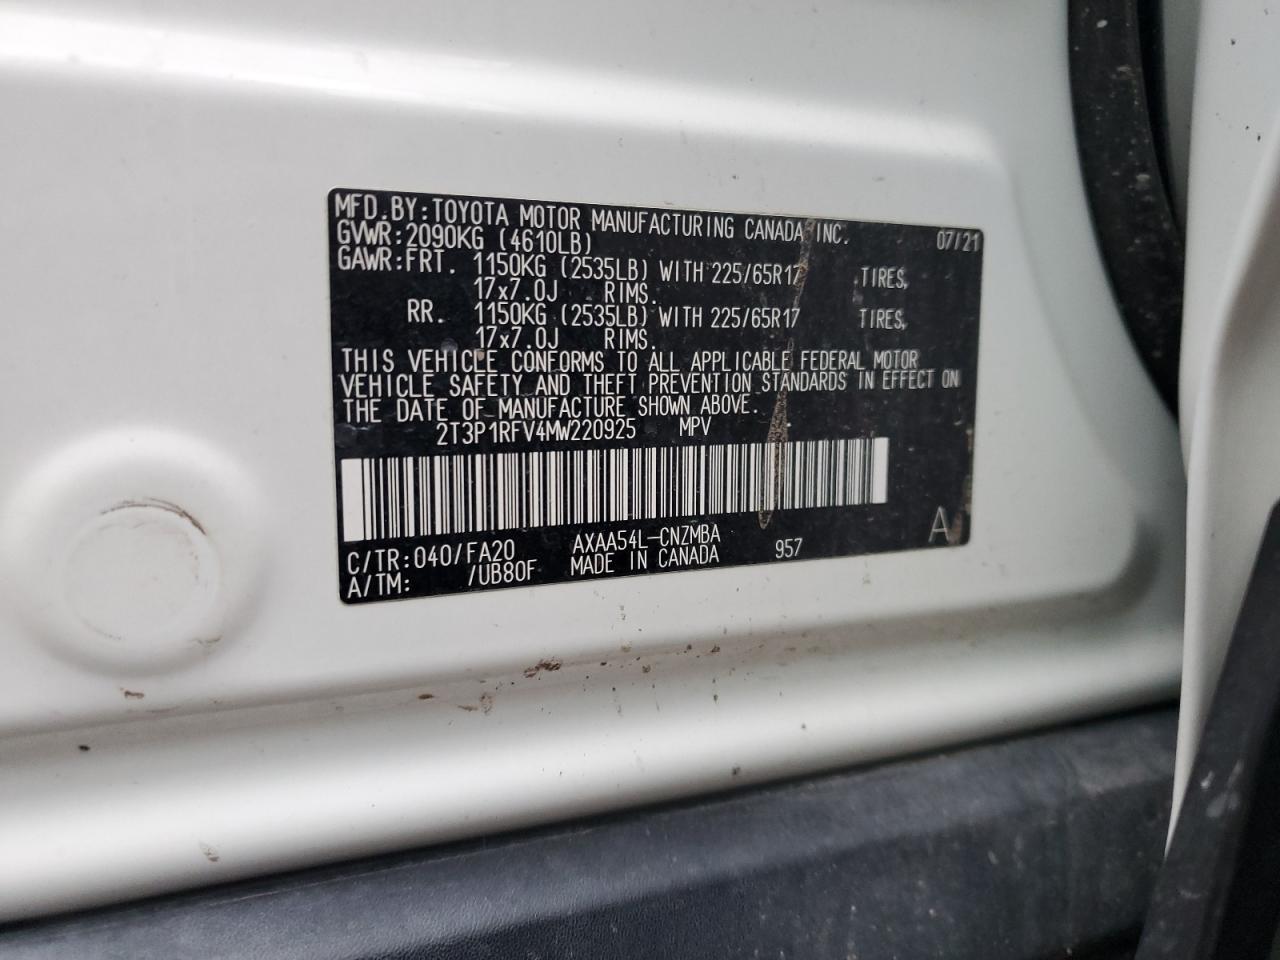 MFD.BY:TOYOTA MOTOR MANUFACTURING CANADA INC. 07/21
GVWR:2090KG (4610LB)
GAWR:FRT. 1150KG (2535LB) WITH 225/65R17 TIRES,
17x7.0J RIMS.
RR. 1150KG (2535LB) WITH 225/65R17 TIRES,
17x7.0J RIMS.
THIS VEHICLE CONFORMS TO ALL APPLICABLE FEDERAL MOTOR
VEHICLE SAFETY AND THEFT PREVENTION STANDARDS IN EFFECT ON
THE DATE OF MANUFACTURE SHOWN ABOVE.
2T3P1RFV4MW220925 MPV
C/TR:040/FA20 AXAA54L-CNZMBA A
A/TM: /UB80F MADE IN CANADA 957